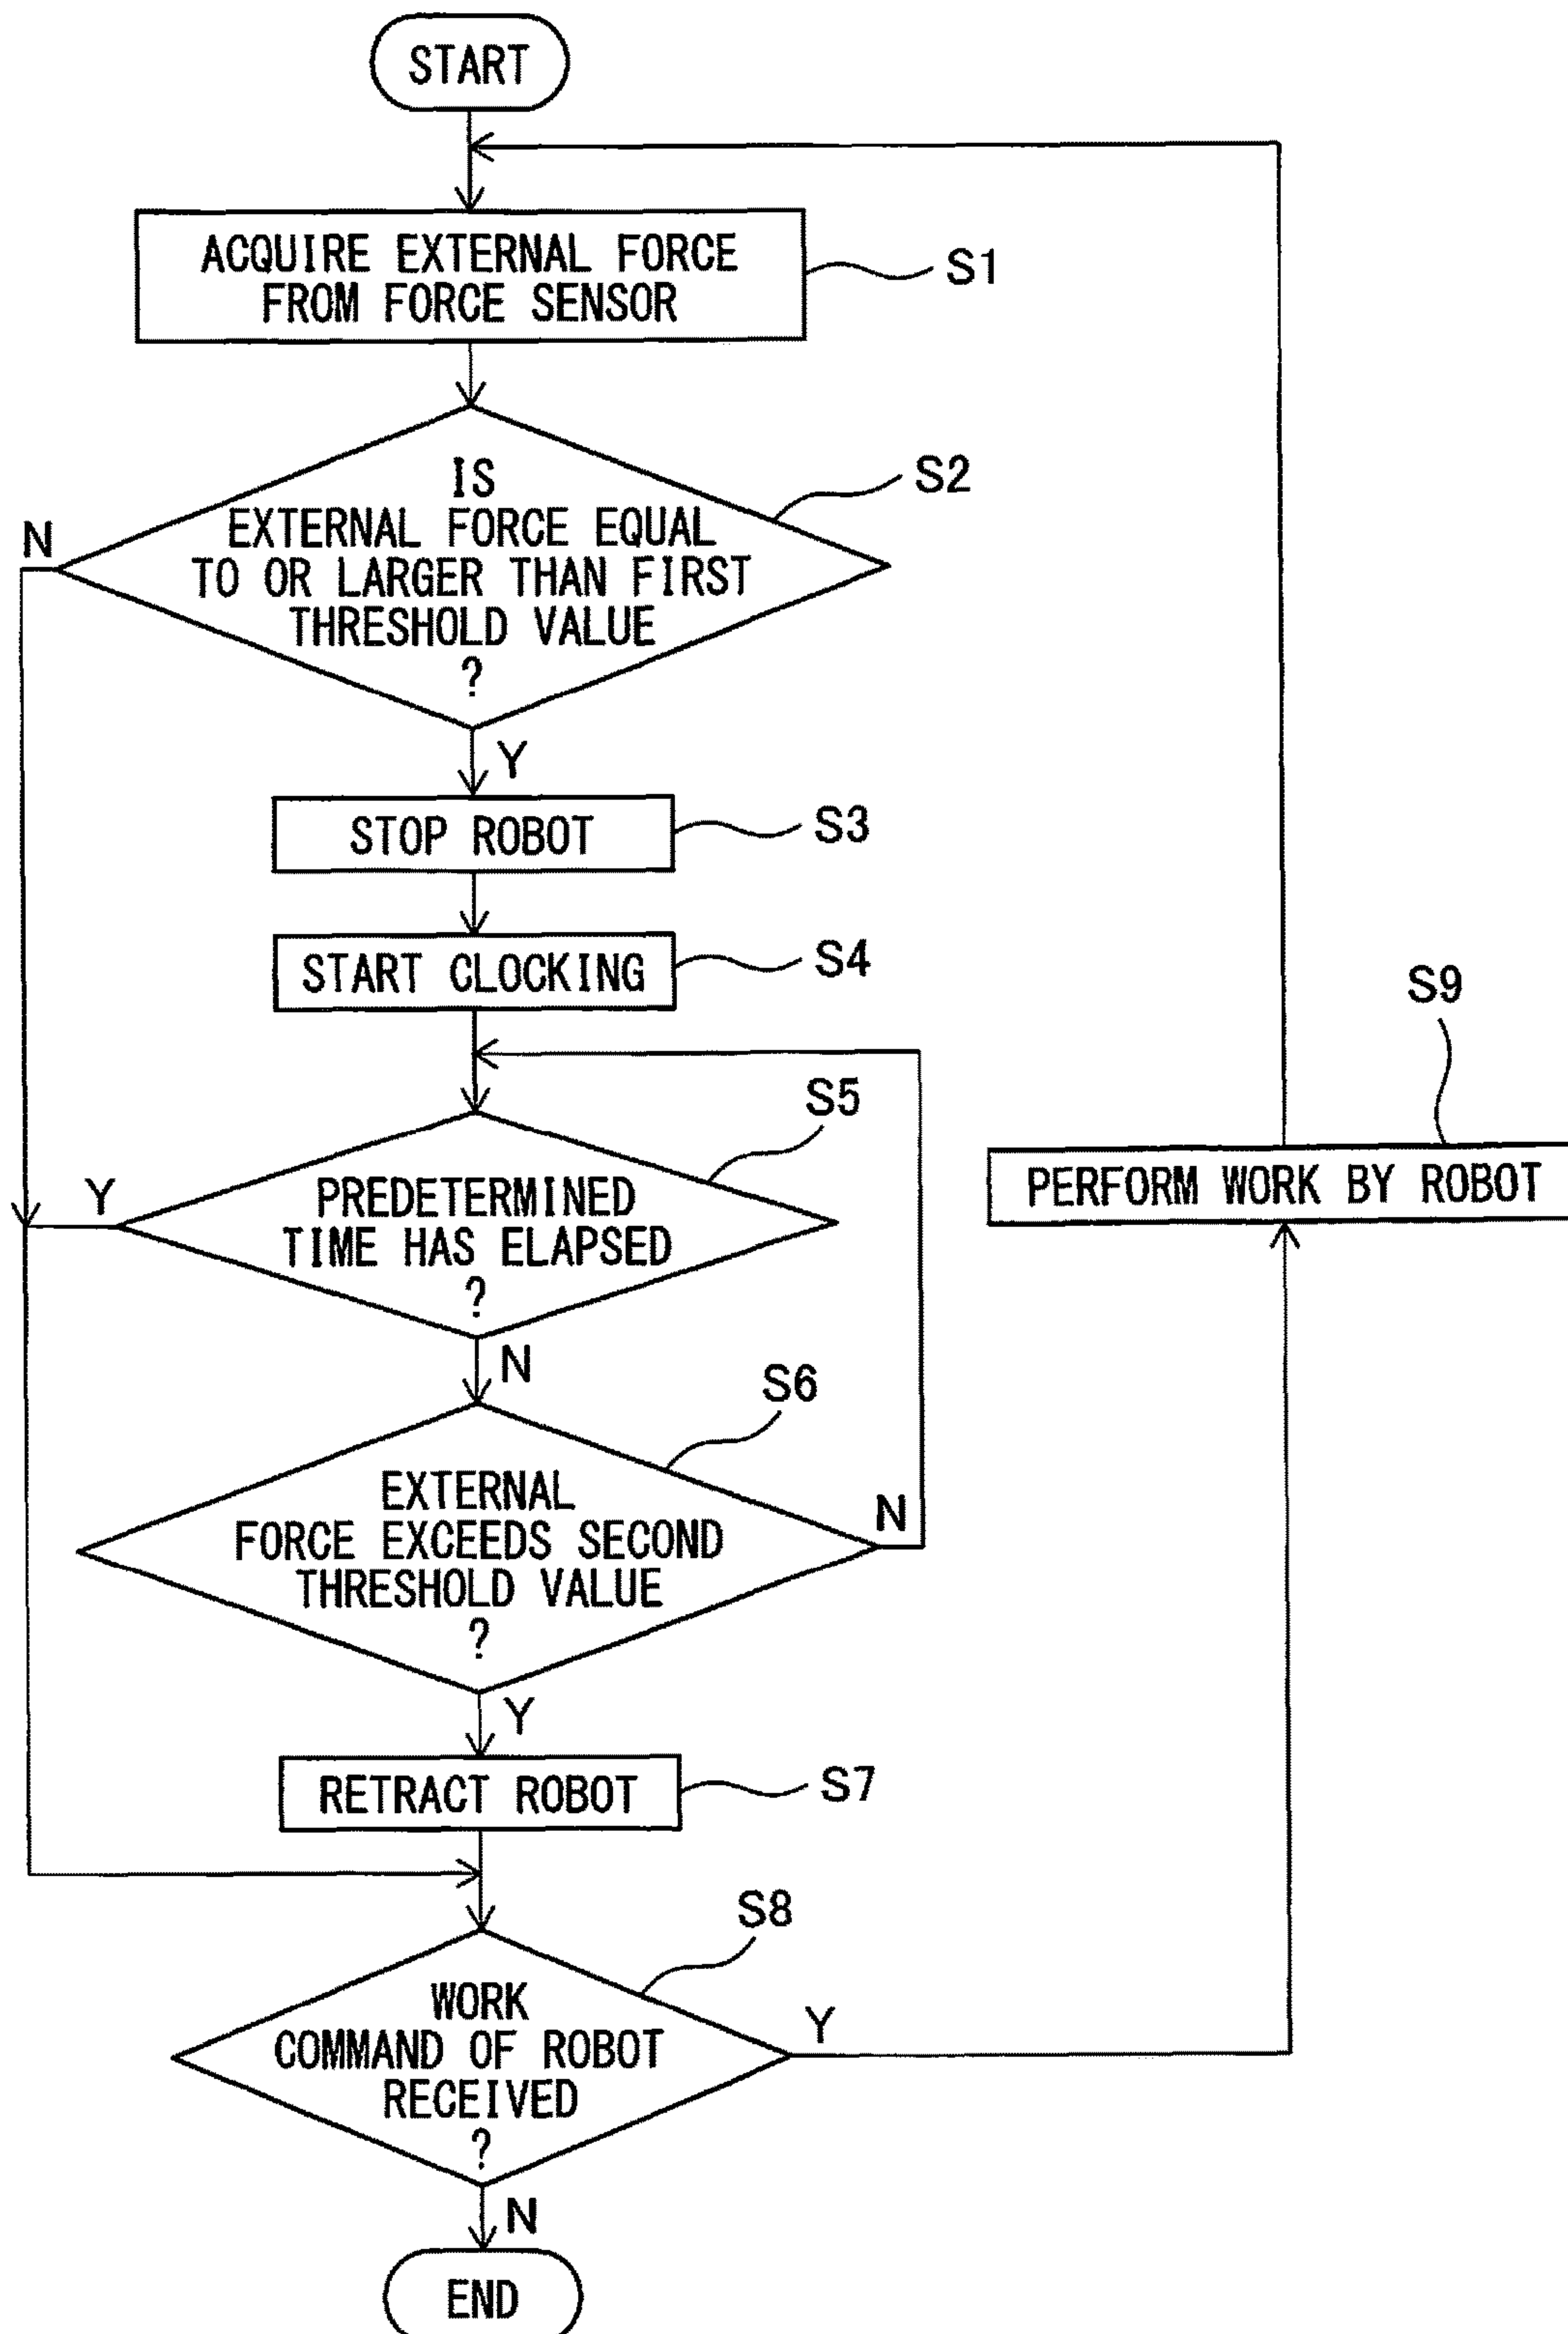 START
ACQUIRE EXTERNAL FORCE
FROM FORCE SENSOR
S1
IS
EXTERNAL FORCE EQUAL
TO OR LARGER THAN FIRST
THRESHOLD VALUE
?
S2
N
Y
STOP ROBOT
S3
START CLOCKING
S4
PREDETERMINED
TIME HAS ELAPSED
?
S5
Y
N
EXTERNAL
FORCE EXCEEDS SECOND
THRESHOLD VALUE
?
S6
N
Y
RETRACT ROBOT
S7
WORK
COMMAND OF ROBOT
RECEIVED
?
S8
Y
N
S9
PERFORM WORK BY ROBOT
END